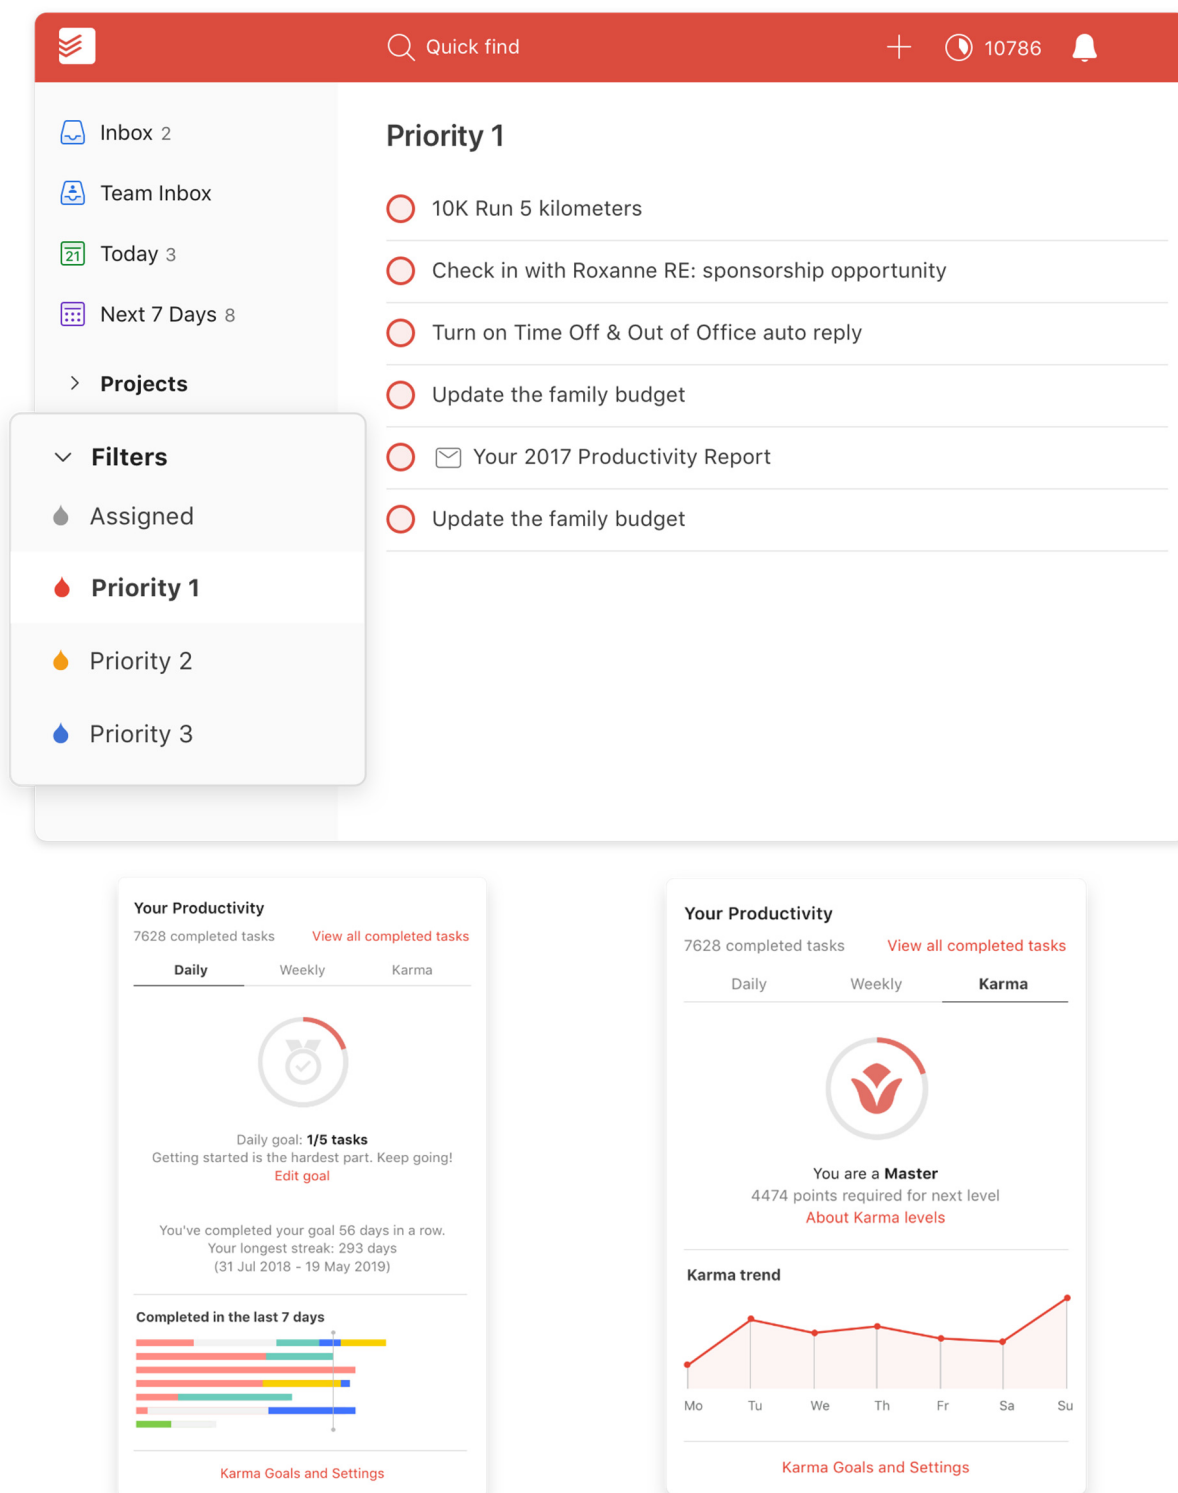 Quick find
10786
Inbox 2
Team Inbox
21
Today 3
Next 7 Days 8
Projects
Filters
Assigned
Priority 1
Priority 2
Priority 3
Priority 1
10K Run 5 kilometers
Check in with Roxanne RE: sponsorship opportunity
Turn on Time Off & Out of Office auto reply
Update the family budget
Your 2017 Productivity Report
Update the family budget
Your Productivity
7628 completed tasks View all completed tasks
Daily Weekly Karma
Daily goal: 1/5 tasks
Getting started is the hardest part. Keep going!
Edit goal
You've completed your goal 56 days in a row.
Your longest streak: 293 days
(31 Jul 2018 - 19 May 2019)
Completed in the last 7 days
Karma Goals and Settings
Your Productivity
7628 completed tasks View all completed tasks
Daily Weekly Karma
You are a Master
4474 points required for next level
About Karma levels
Karma trend
Mo Tu We Th Fr Sa Su
Karma Goals and Settings